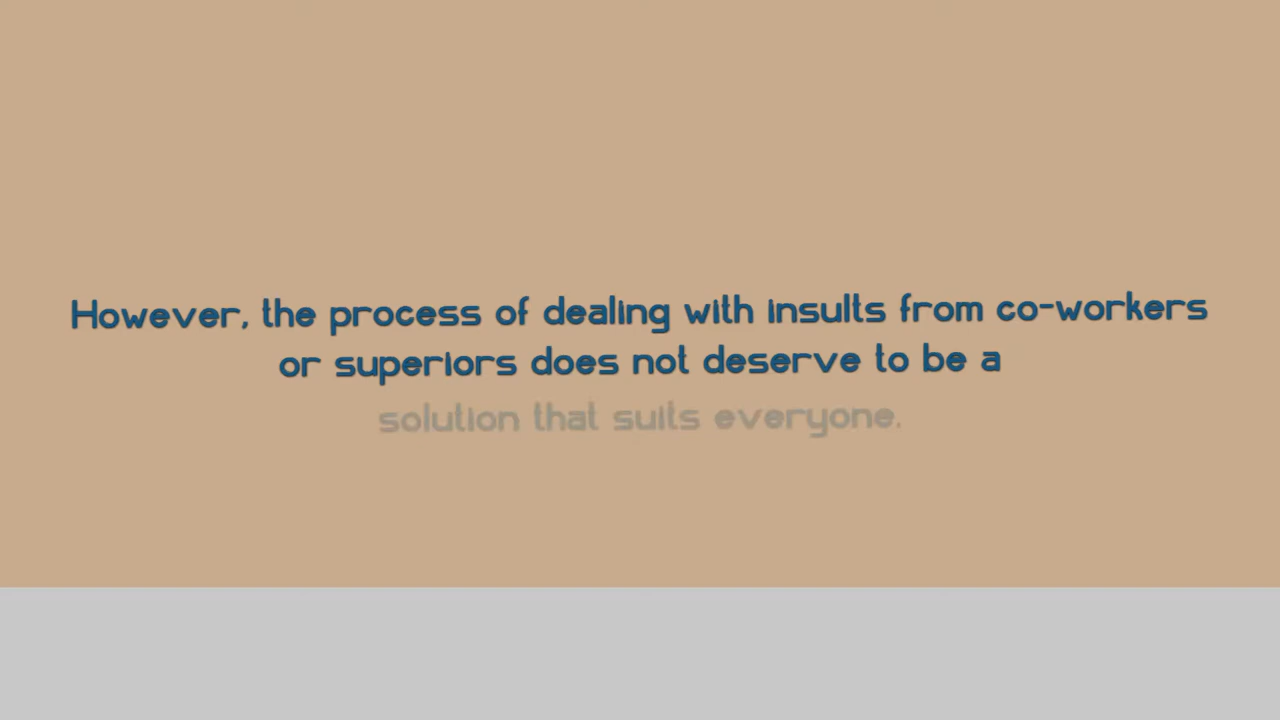 However, the process of dealing with insults from co-workers
or superiors does not deserve to be a
solution that suits everyone.